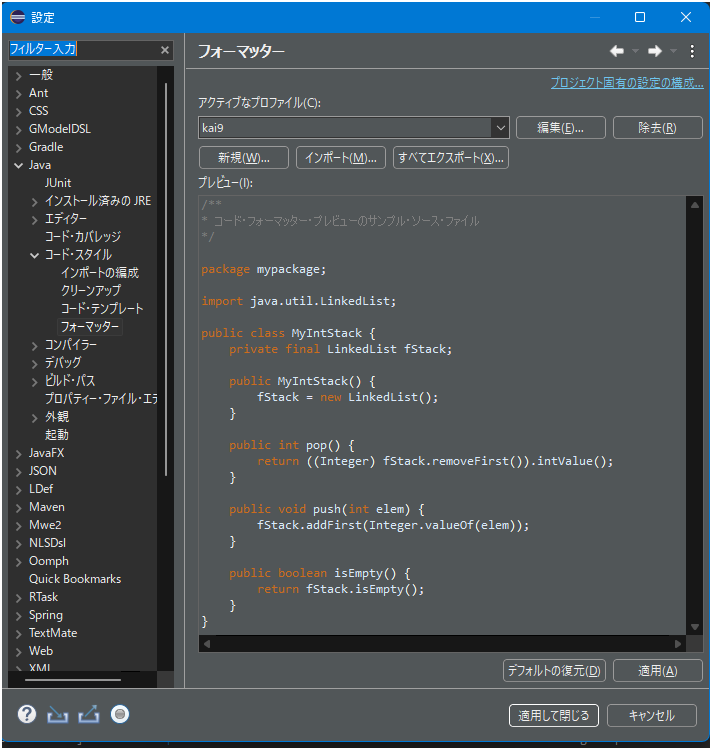 設定
フィルター入力
一般
Ant
CSS
GModelDSL
Gradle
Java
JUnit
インストール済みの JRE
エディター
コード・カバレッジ
コード・スタイル
インポートの編成
クリーンアップ
コード・テンプレート
フォーマッター
コンパイラー
デバッグ
ビルド・パス
プロパティー・ファイル・エデ
外観
起動
JavaFX
JSON
LDef
Maven
Mwe2
NLSDsl
Oomph
Quick Bookmarks
RTask
Spring
TextMate
Web
XML
フォーマッター
プロジェクト固有の設定の構成...
アクティブなプロファイル(C):
kai9
編集(E)...
除去(R)
新規(W)...
インポート(M)...
すべてエクスポート(X)...
プレビュー(I):
/**
* コード・フォーマッター・プレビューのサンプル・ソース・ファイル
*/
package mypackage;
import java.util.LinkedList;
public class MyIntStack {
private final LinkedList fStack;
public MyIntStack() {
fStack = new LinkedList();
}
public int pop() {
return ((Integer) fStack.removeFirst()).intValue();
}
public void push(int elem) {
fStack.addFirst(Integer.valueOf(elem));
}
public boolean isEmpty() {
return fStack.isEmpty();
}
}
デフォルトの復元(D)
適用(A)
適用して閉じる
キャンセル